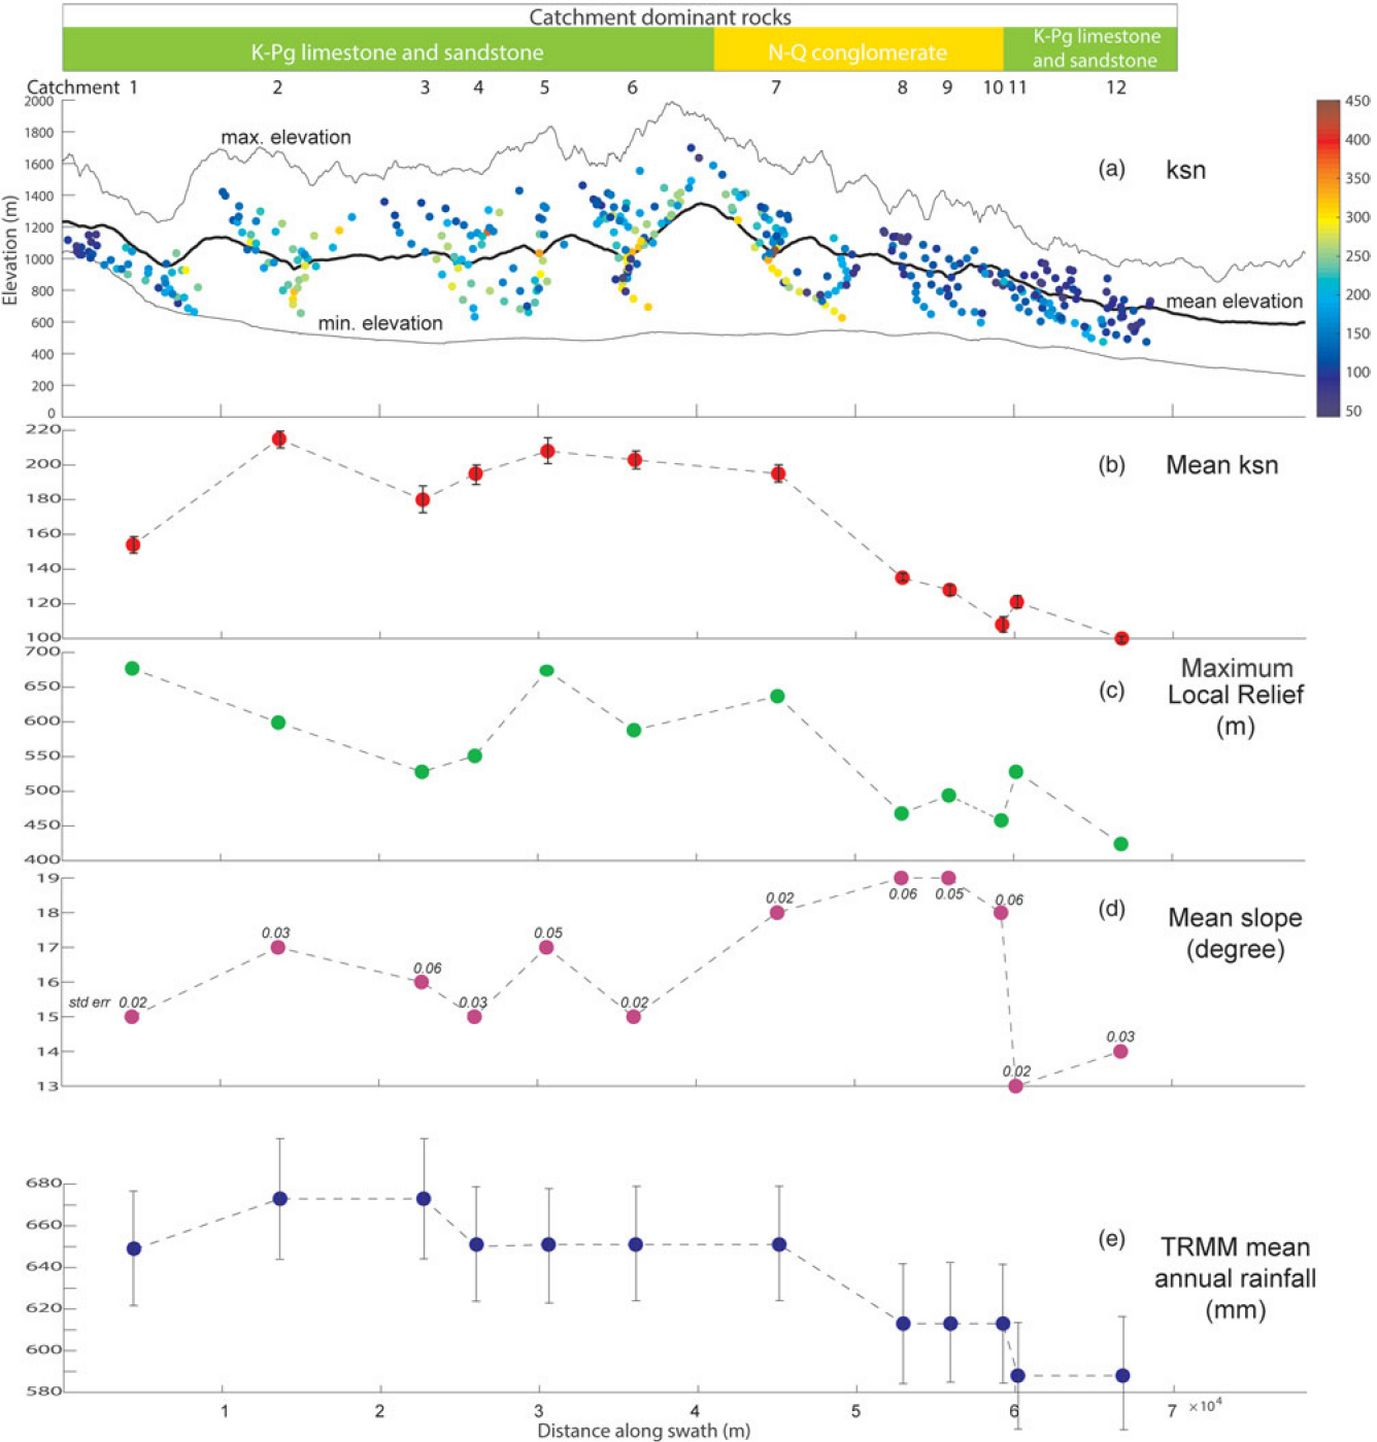 Catchment dominant rocks
K-Pg limestone and sandstone
N-Q conglomerate
K-Pg limestone
and sandstone
Catchment 1 2 3 4 5 6 7 8 9 10 11 12
2000
1800
1600
1400
1200
1000
800
600
400
200
0
Elevation (m)
max. elevation
mean elevation
min. elevation
(a) ksn
450
400
350
300
250
200
150
100
50
220
200
180
160
140
120
100
(b) Mean ksn
700
650
600
550
500
450
400
(c) Maximum
Local Relief
(m)
19
18
17
16
15
14
13
std err 0.02
0.03
0.06
0.03
0.05
0.02
0.02
0.06
0.05
0.06
0.02
0.03
(d) Mean slope
(degree)
680
660
640
620
600
580
(e) TRMM mean
annual rainfall
(mm)
1 2 3 4 5 6 7 ×10⁴
Distance along swath (m)